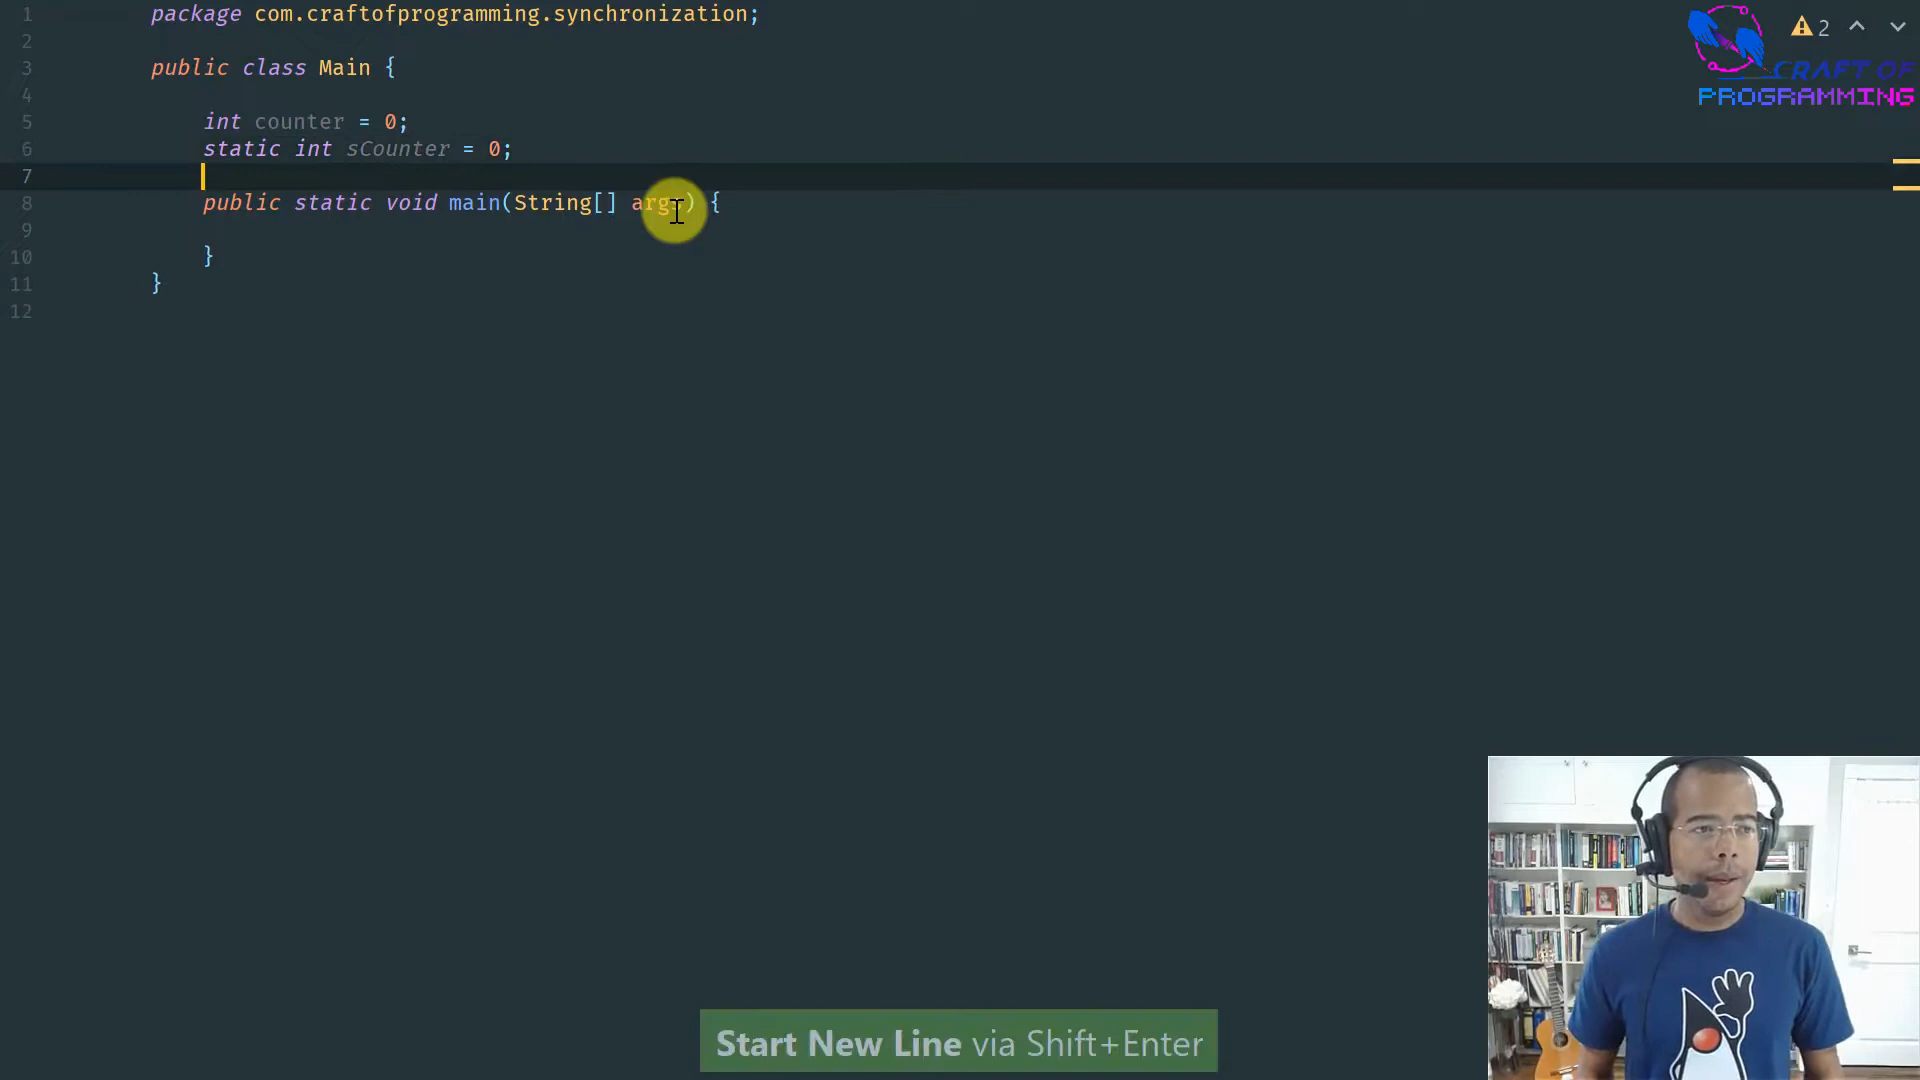 1 package com.craftofprogramming.synchronization;
2
3 public class Main {
4
5 int counter = 0;
6 static int sCounter = 0;
7
8 public static void main(String[] args) {
9
10 }
11 }
12
2
CRAFT OF
PROGRAMMING
Start New Line via Shift+Enter